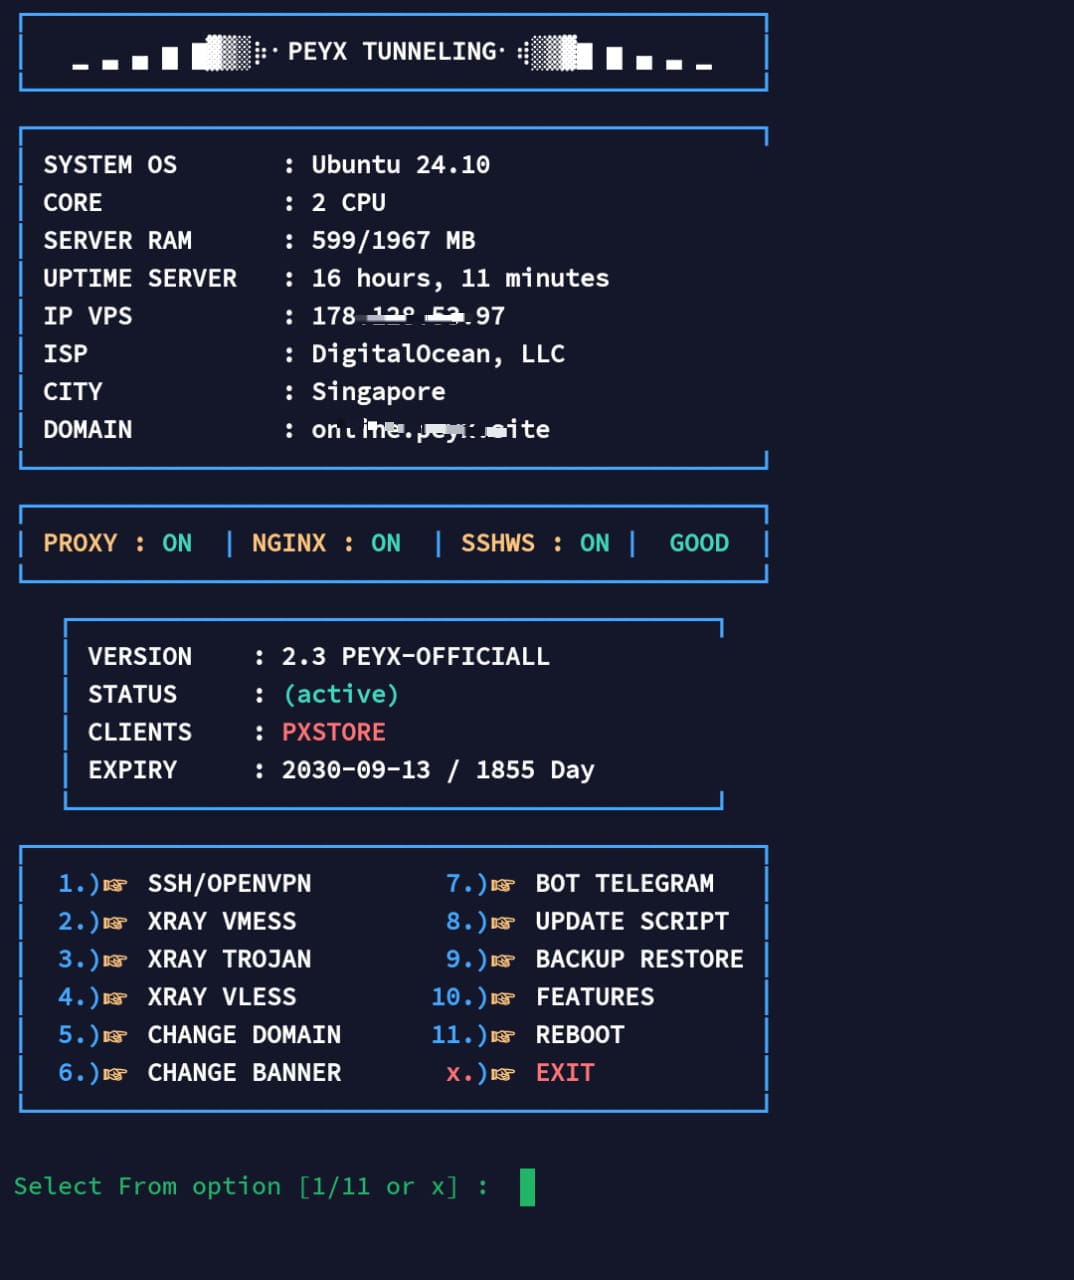 PEYX TUNNELING
SYSTEM OS : Ubuntu 24.10
CORE : 2 CPU
SERVER RAM : 599/1967 MB
UPTIME SERVER : 16 hours, 11 minutes
IP VPS : 178 .97
ISP : DigitalOcean, LLC
CITY : Singapore
DOMAIN :
PROXY : ON | NGINX : ON | SSHWS : ON | GOOD
VERSION : 2.3 PEYX-OFFICIALL
STATUS : (active)
CLIENTS : PXSTORE
EXPIRY : 2030-09-13 / 1855 Day
1.)☞ SSH/OPENVPN 7.)☞ BOT TELEGRAM
2.)☞ XRAY VMESS 8.)☞ UPDATE SCRIPT
3.)☞ XRAY TROJAN 9.)☞ BACKUP RESTORE
4.)☞ XRAY VLESS 10.)☞ FEATURES
5.)☞ CHANGE DOMAIN 11.)☞ REBOOT
6.)☞ CHANGE BANNER x.)☞ EXIT
Select From option [1/11 or x] :